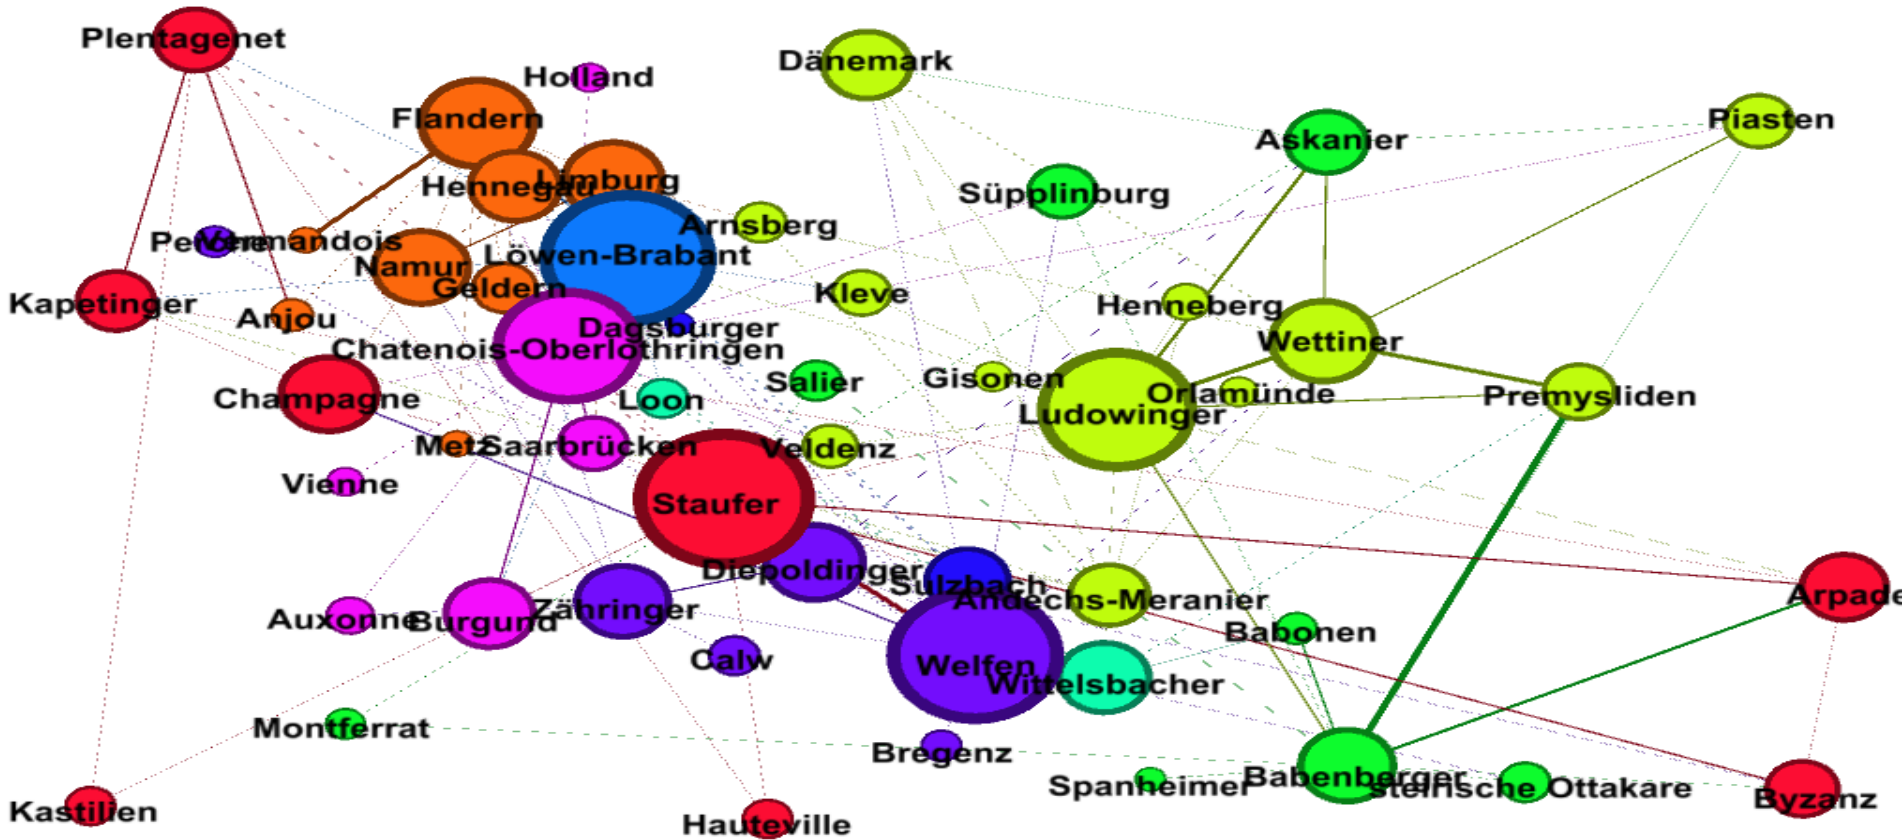 Plentagenet
Dänemark
Holland
Flandern
Piasten
Askanier
Hennegau
Limburg
Süpplinburg
Arnsberg
Vermandois
Löwen-Brabant
Namur
Geldern
Kleve
Kapetinger
Anjou
Henneberg
Dagsburger
Chatenois-Oberlothringen
Wettiner
Salier
Gisonen
Orlamünde
Premysliden
Champagne
Loon
Ludowinger
Metz
Saarbrücken
Veldenz
Vienne
Staufer
Diepoldinger
Sulzbach
Andechs-Meranier
Arpade
Auxonne
Burgund
Zähringer
Babonen
Calw
Welfen
Wittelsbacher
Montferrat
Bregenz
Spanheimer
Babenberger
steirische Ottakare
Byzanz
Kastilien
Hauteville